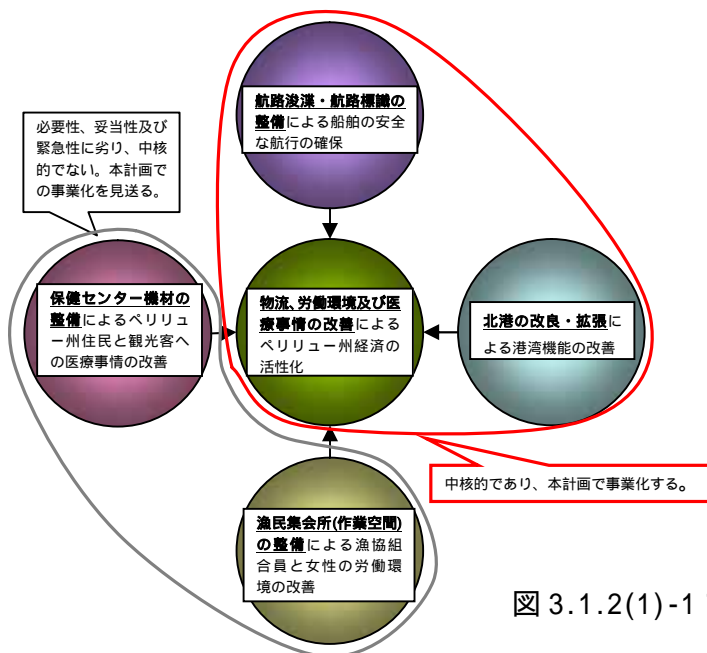 航路浚渫・航路標識の
整備による船舶の安全
な航行の確保
必要性、妥当性及び
緊急性に劣り、中核
的でない。本計画で
の事業化を見送る。
保健センター機材の
整備によるペリリュ
ー州住民と観光客へ
の医療事情の改善
物流、労働環境及び医
療事情の改善による
ペリリュー州経済の
活性化
北港の改良・拡張に
よる港湾機能の改善
中核的であり、本計画で事業化する。
漁民集会所(作業空間)
の整備による漁協組
合員と女性の労働環
境の改善
図 3.1.2(1)-1